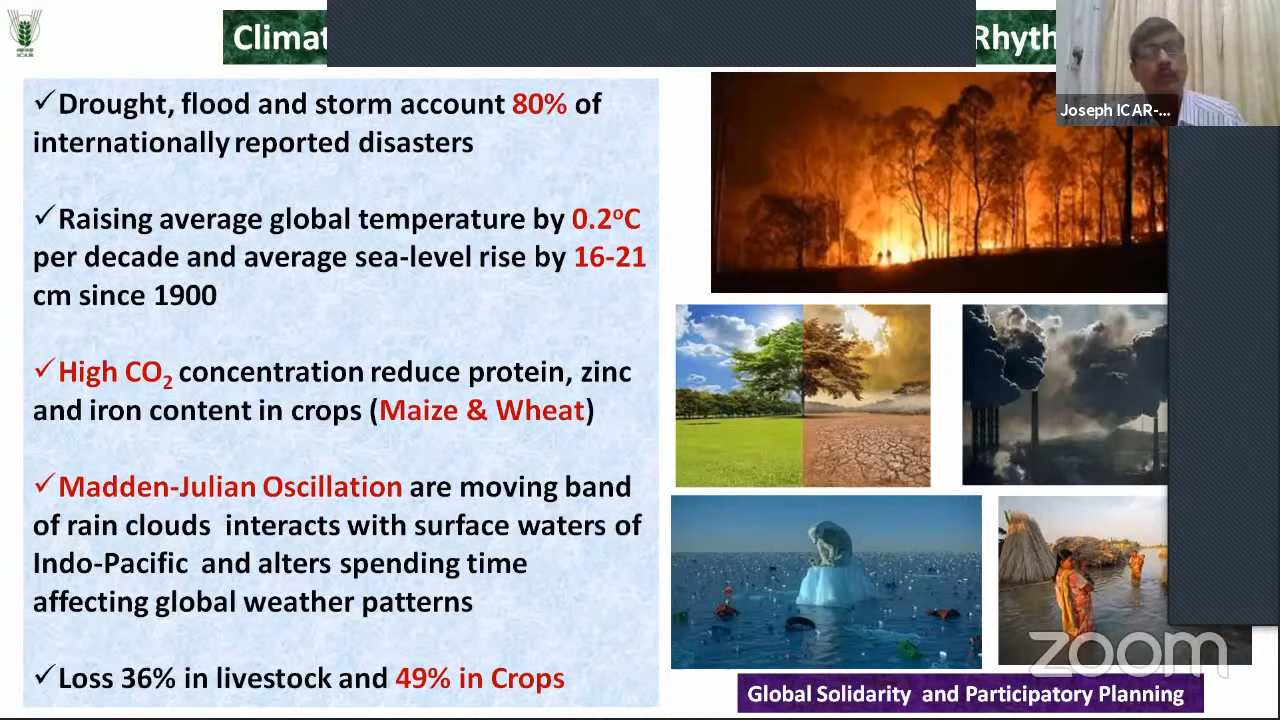 ICAR
Climat
Rhyth
Joseph ICAR-...
✓Drought, flood and storm account 80% of
internationally reported disasters
✓Raising average global temperature by 0.2°C
per decade and average sea-level rise by 16-21
cm since 1900
✓High CO₂ concentration reduce protein, zinc
and iron content in crops (Maize & Wheat)
✓Madden-Julian Oscillation are moving band
of rain clouds interacts with surface waters of
Indo-Pacific and alters spending time
affecting global weather patterns
✓Loss 36% in livestock and 49% in Crops
zoom
Global Solidarity and Participatory Planning